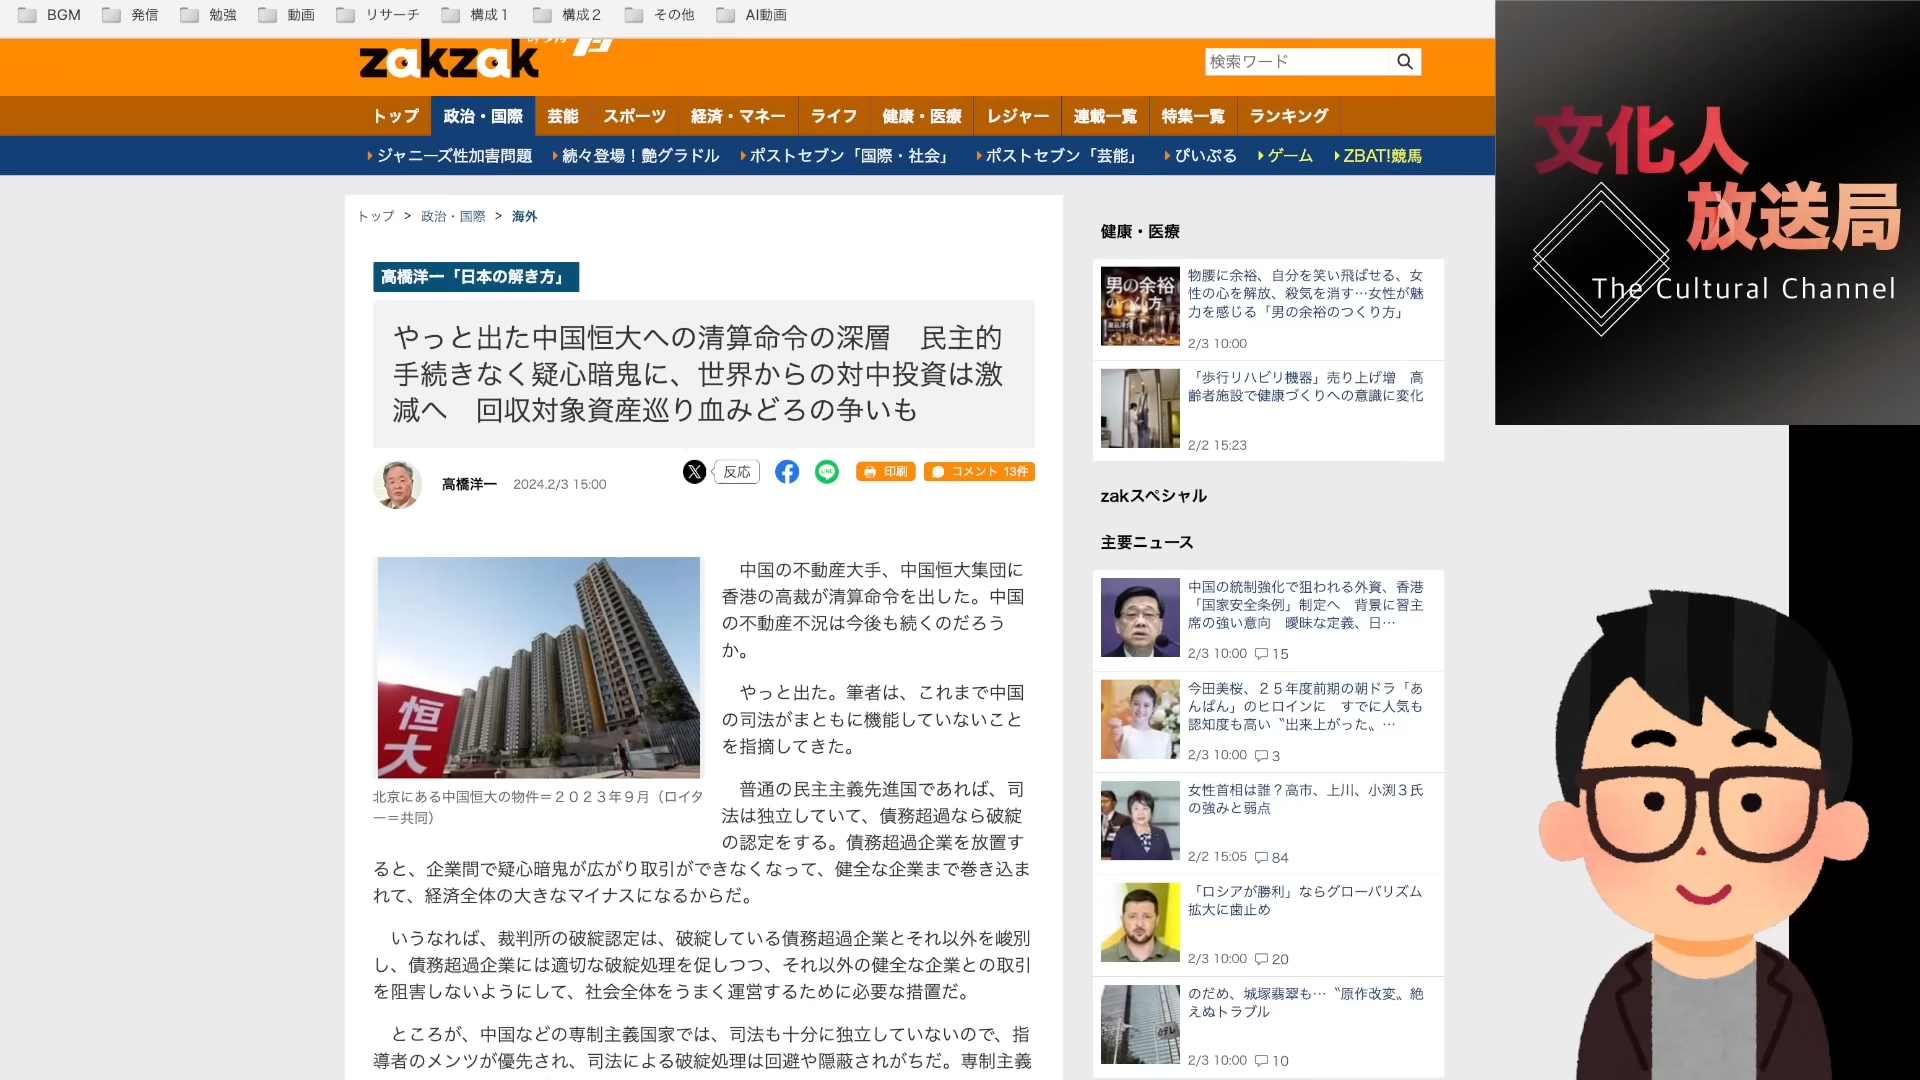 BGM 発信 勉強 動画 リサーチ 構成１ 構成２ その他 AI動画
zakzak
検索ワード
トップ 政治・国際 芸能 スポーツ 経済・マネー ライフ 健康・医療 レジャー 連載一覧 特集一覧 ランキング
ジャニーズ性加害問題 続々登場！艶グラドル ポストセブン「国際・社会」 ポストセブン「芸能」 ぴいぷる ゲーム ZBAT!競馬
トップ > 政治・国際 > 海外
高橋洋一「日本の解き方」
やっと出た中国恒大への清算命令の深層　民主的
手続きなく疑心暗鬼に、世界からの対中投資は激
減へ　回収対象資産巡り血みどろの争いも
高橋洋一 2024.2/3 15:00
反応 印刷 コメント 13件
恒
大
北京にある中国恒大の物件＝２０２３年９月（ロイタ
ー＝共同）
中国の不動産大手、中国恒大集団に
香港の高裁が清算命令を出した。中国
の不動産不況は今後も続くのだろう
か。
やっと出た。筆者は、これまで中国
の司法がまともに機能していないこと
を指摘してきた。
普通の民主主義先進国であれば、司
法は独立していて、債務超過なら破綻
の認定をする。債務超過企業を放置す
ると、企業間で疑心暗鬼が広がり取引ができなくなって、健全な企業まで巻き込ま
れて、経済全体の大きなマイナスになるからだ。
いうなれば、裁判所の破綻認定は、破綻している債務超過企業とそれ以外を峻別
し、債務超過企業には適切な破綻処理を促しつつ、それ以外の健全な企業との取引
を阻害しないようにして、社会全体をうまく運営するために必要な措置だ。
ところが、中国などの専制主義国家では、司法も十分に独立していないので、指
導者のメンツが優先され、司法による破綻処理は回避や隠蔽されがちだ。専制主義
健康・医療
男の余裕
のつくり方
物腰に余裕、自分を笑い飛ばせる、女
性の心を解放、殺気を消す…女性が魅
力を感じる「男の余裕のつくり方」
2/3 10:00
「歩行リハビリ機器」売り上げ増　高
齢者施設で健康づくりへの意識に変化
2/2 15:23
zakスペシャル
主要ニュース
中国の統制強化で狙われる外資、香港
「国家安全条例」制定へ　背景に習主
席の強い意向　曖昧な定義、日…
2/3 10:00 15
今田美桜、２５年度前期の朝ドラ「あ
んぱん」のヒロインに　すでに人気も
認知度も高い〝出来上がった〟…
2/3 10:00 3
女性首相は誰？高市、上川、小渕３氏
の強みと弱点
2/2 15:05 84
「ロシアが勝利」ならグローバリズム
拡大に歯止め
2/3 10:00 20
のだめ、城塚翡翠も…〝原作改変〟絶
えぬトラブル
2/3 10:00 10
文化人
放送局
The Cultural Channel